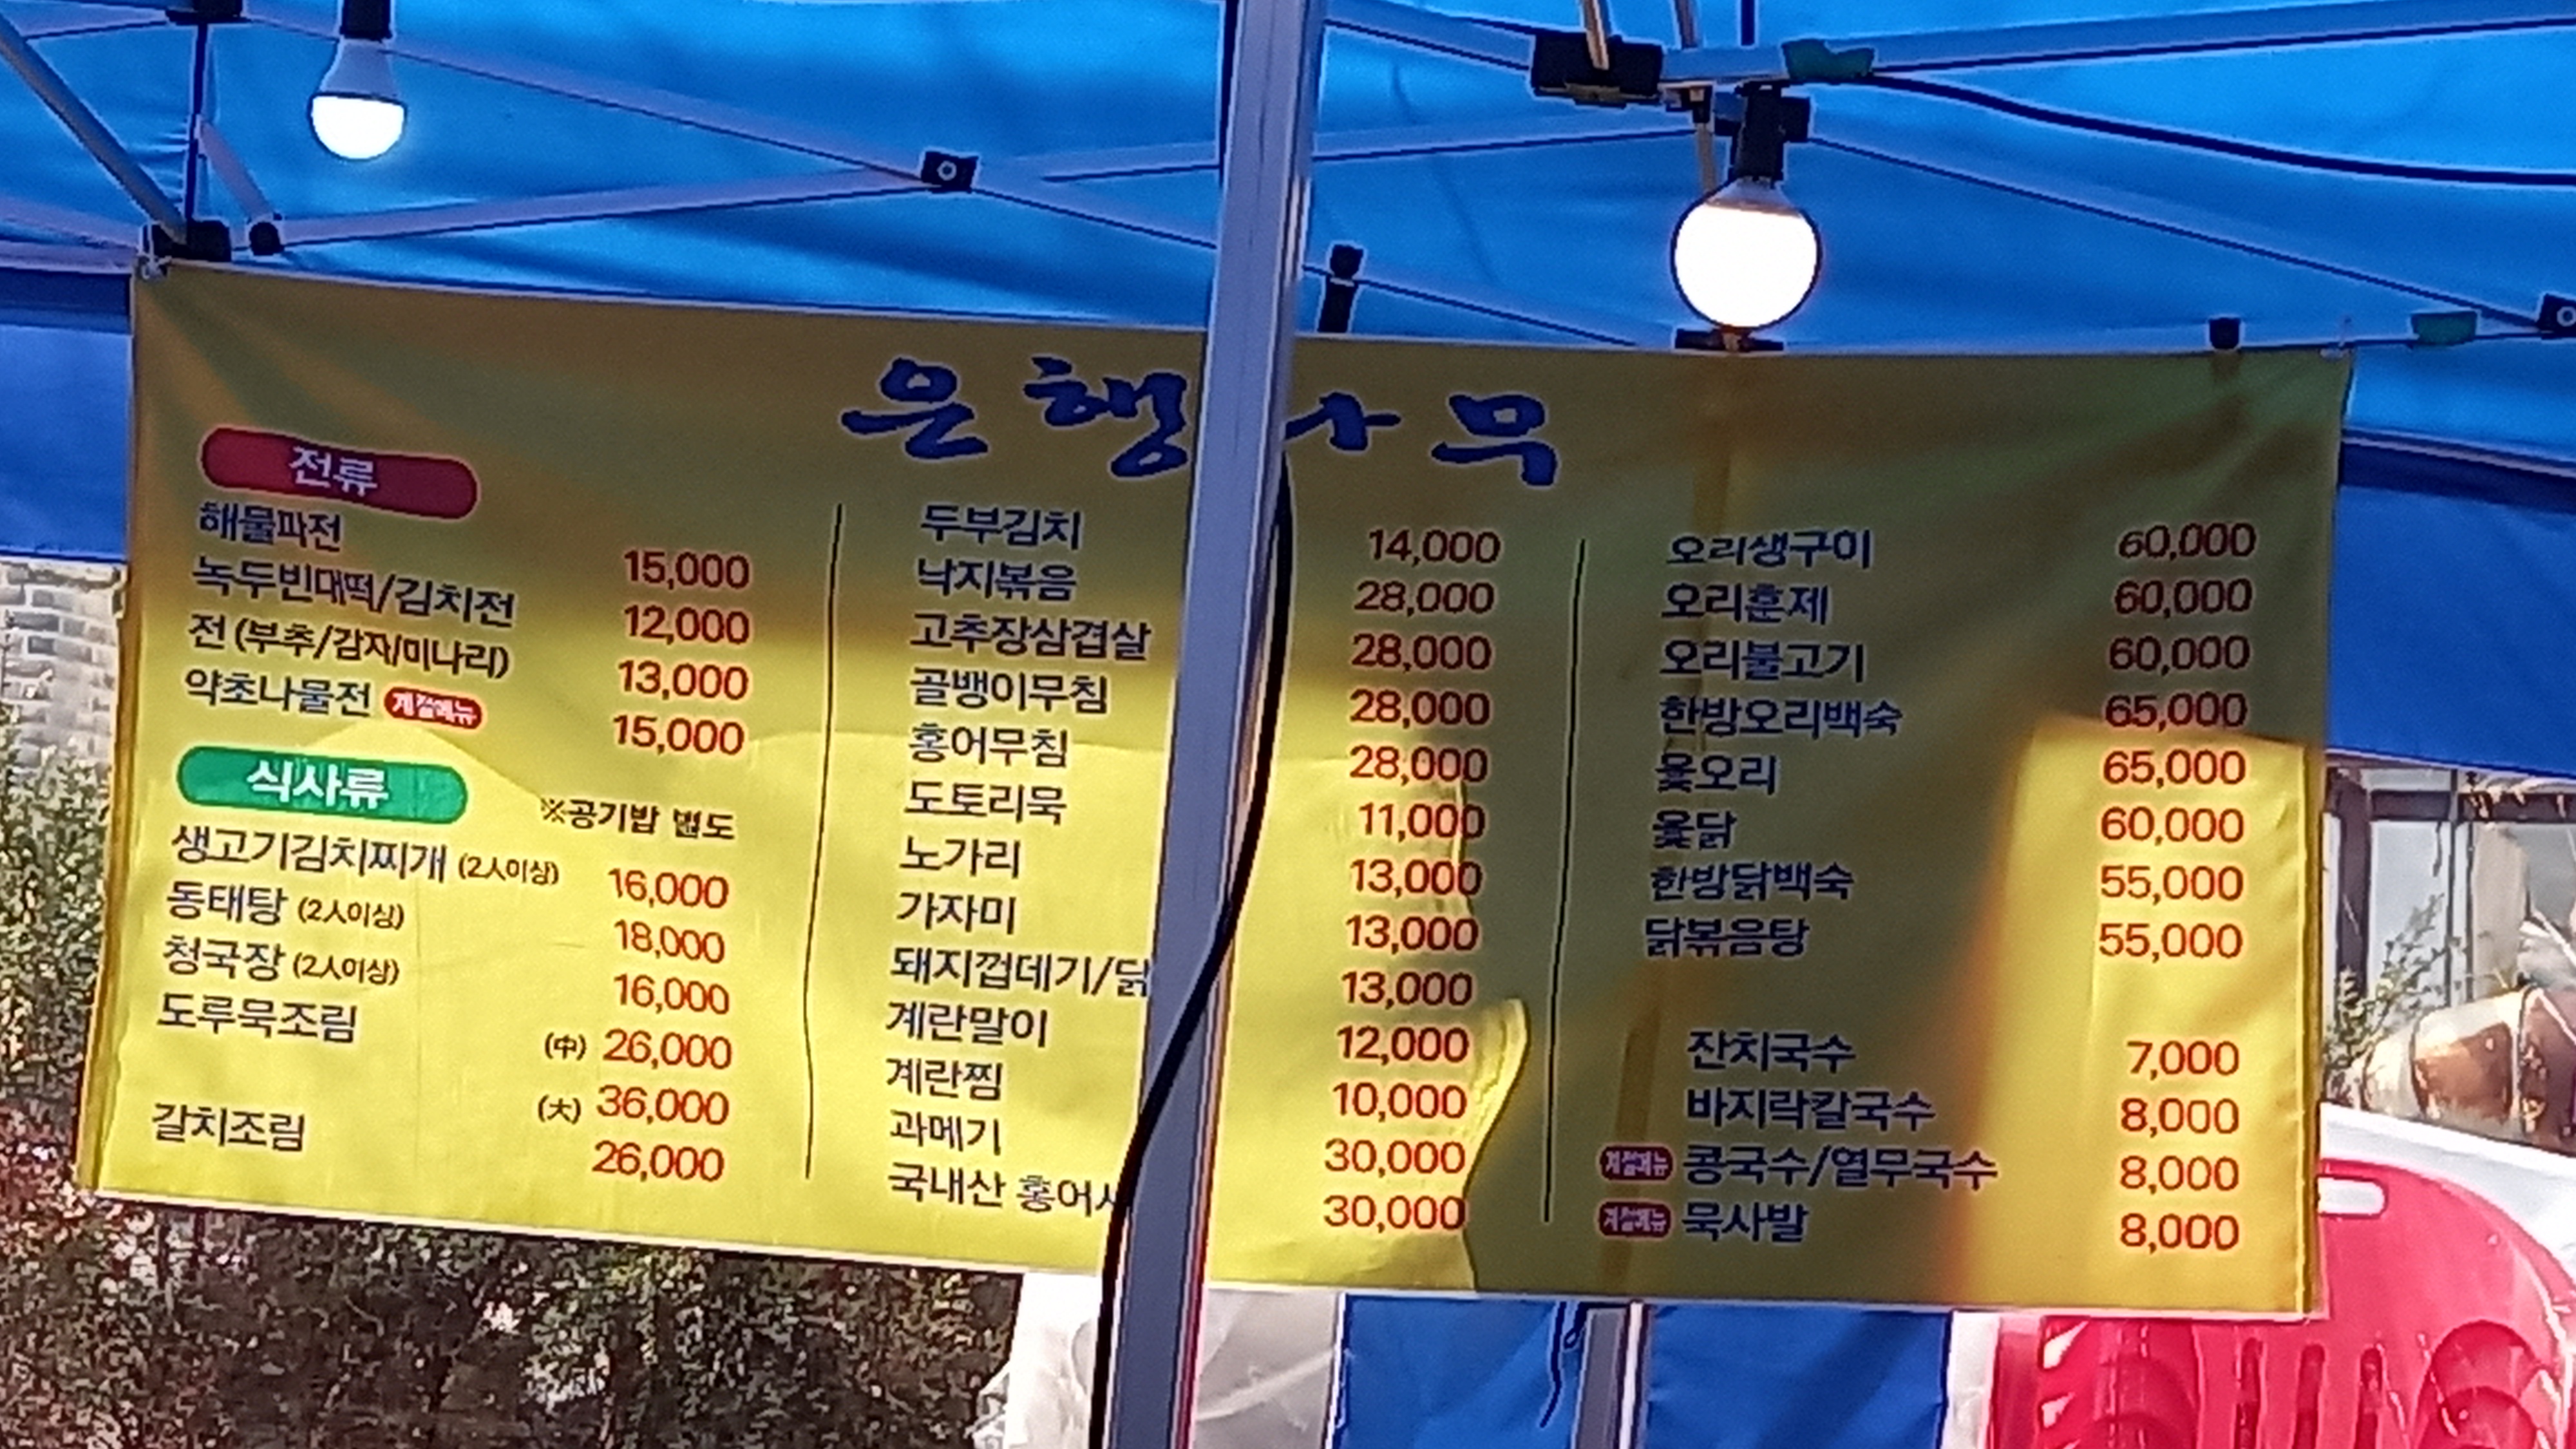 은행나무
전류
해물파전 15,000
녹두빈대떡/김치전 12,000
전 (부추/감자/미나리) 13,000
약초나물전 계절메뉴 15,000
식사류 ※공기밥 별도
생고기김치찌개 (2人이상) 16,000
동태탕 (2人이상) 18,000
청국장 (2人이상) 16,000
도루묵조림 (中) 26,000
(大) 36,000
갈치조림 26,000
두부김치 14,000
낙지볶음 28,000
고추장삼겹살 28,000
골뱅이무침 28,000
홍어무침 28,000
도토리묵 11,000
노가리 13,000
가자미 13,000
돼지껍데기/닭 13,000
계란말이 12,000
계란찜 10,000
과메기 30,000
국내산 홍어 30,000
오리생구이 60,000
오리훈제 60,000
오리불고기 60,000
한방오리백숙 65,000
옻오리 65,000
옻닭 60,000
한방닭백숙 55,000
닭볶음탕 55,000
잔치국수 7,000
바지락칼국수 8,000
계절메뉴 콩국수/열무국수 8,000
계절메뉴 묵사발 8,000